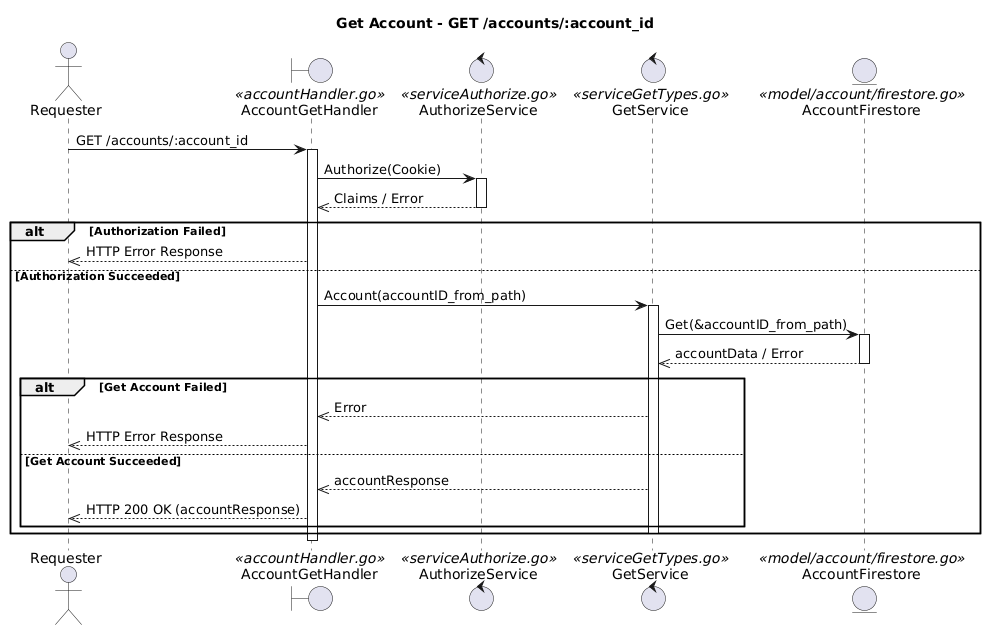 Get Account - GET /accounts/:account_id
«accountHandler.go» «serviceAuthorize.go» «serviceGetTypes.go» «model/account/firestore.go»
Requester AccountGetHandler AuthorizeService GetService AccountFirestore
GET /accounts/:account_id
Authorize(Cookie)
Claims / Error
alt [Authorization Failed]
HTTP Error Response
[Authorization Succeeded]
Account(accountID_from_path)
Get(&accountID_from_path)
accountData / Error
alt [Get Account Failed]
Error
HTTP Error Response
[Get Account Succeeded]
accountResponse
HTTP 200 OK (accountResponse)
Requester «accountHandler.go» «serviceAuthorize.go» «serviceGetTypes.go» «model/account/firestore.go»
AccountGetHandler AuthorizeService GetService AccountFirestore